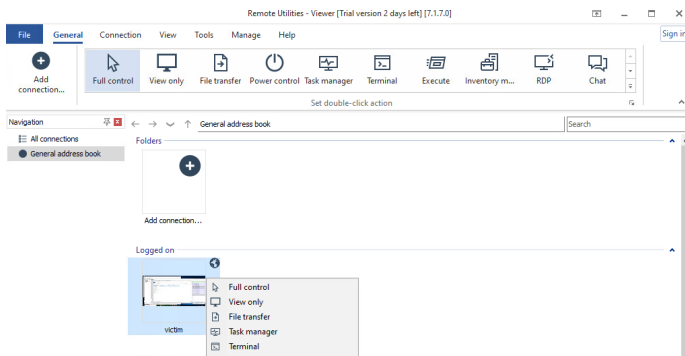 Remote Utilities - Viewer [Trial version 2 days left] [7.1.7.0]
File General Connection View Tools Manage Help Sign in
Add connection...
Full control View only File transfer Power control Task manager Terminal Execute Inventory m... RDP Chat
Set double-click action
Navigation
General address book
Search
All connections
General address book
Folders
Add connection...
Logged on
victim
Full control
View only
File transfer
Task manager
Terminal